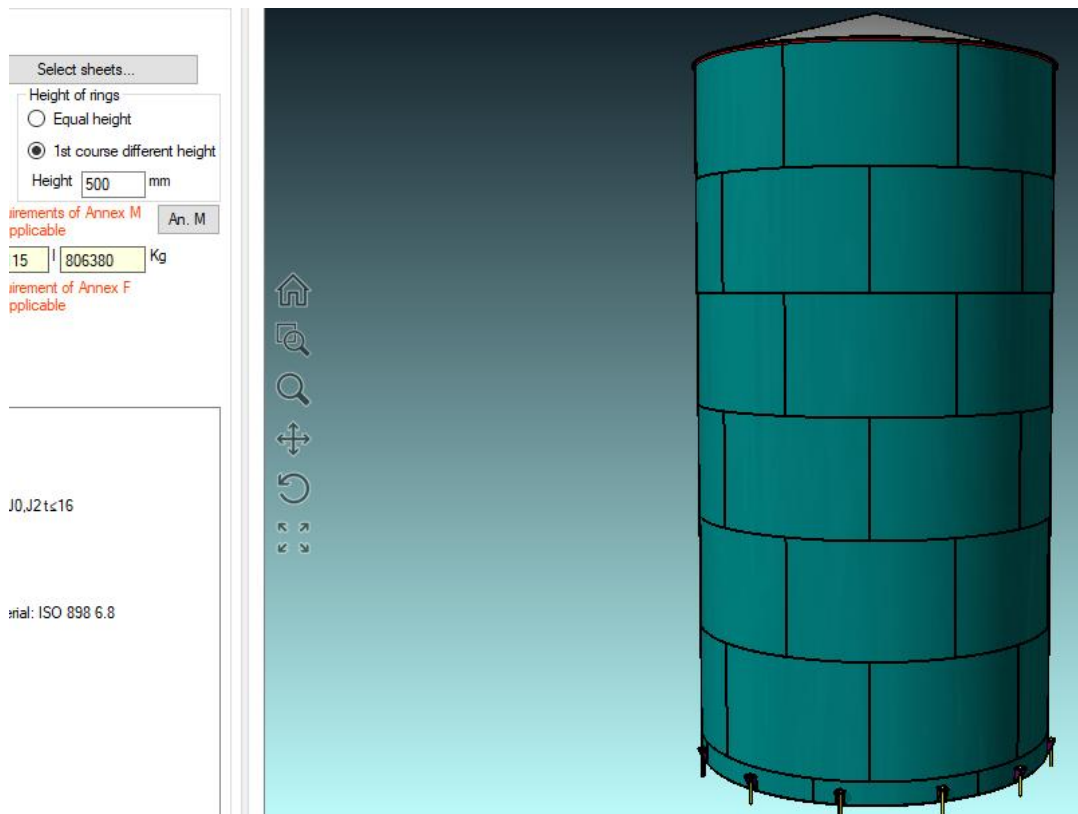 Select sheets...
Height of rings
Equal height
1st course different height
Height 500 mm
uirements of Annex M
pplicable
An. M
15 l 806380 Kg
uirement of Annex F
pplicable
J0,J2 t≤16
erial: ISO 898 6.8